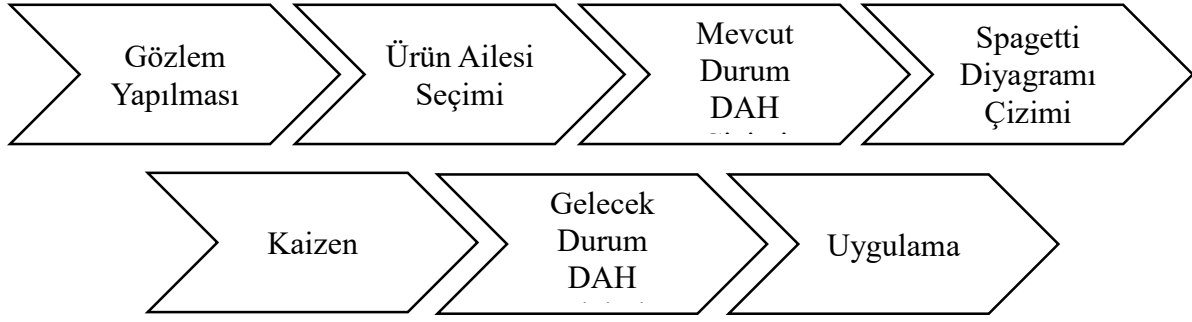 Gözlem
Yapılması
Ürün Ailesi
Seçimi
Mevcut
Durum
DAH
Spagetti
Diyagramı
Çizimi
Kaizen
Gelecek
Durum
DAH
Uygulama